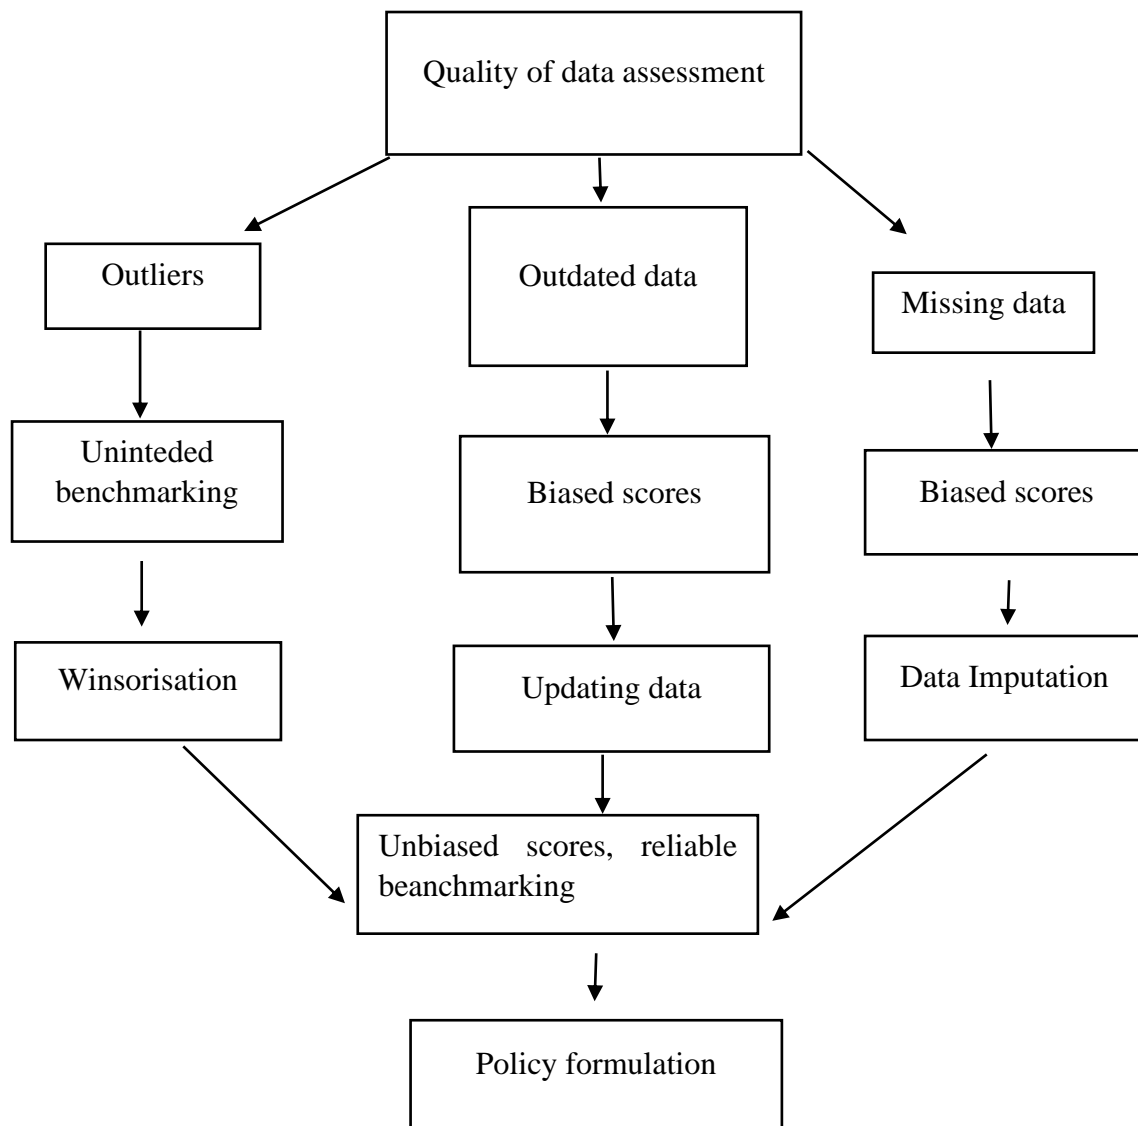 Quality of data assessment
Outliers
Outdated data
Missing data
Uninteded
benchmarking
Biased scores
Biased scores
Winsorisation
Updating data
Data Imputation
Unbiased scores, reliable
beanchmarking
Policy formulation